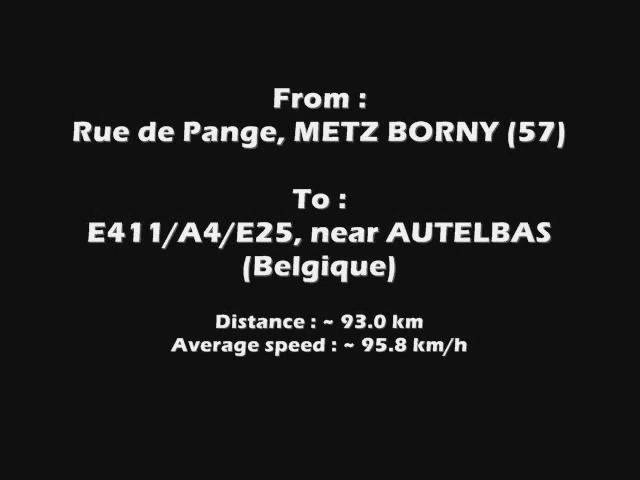 From :
Rue de Pange, METZ BORNY (57)
To :
E411/A4/E25, near AUTELBAS
(Belgique)
Distance : ~ 93.0 km
Average speed : ~ 95.8 km/h